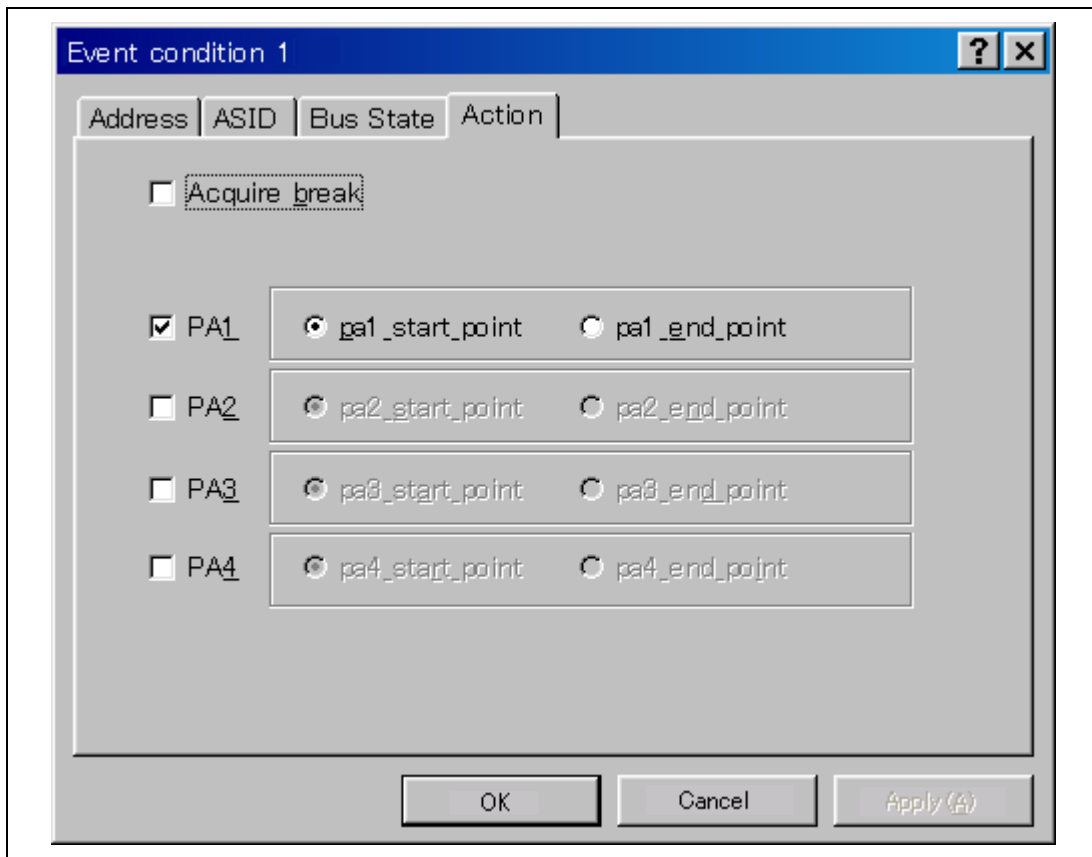 Event condition 1
Address ASID Bus State Action
Acquire break
PA1 pa1_start_point pa1_end_point
PA2 pa2_start_point pa2_end_point
PA3 pa3_start_point pa3_end_point
PA4 pa4_start_point pa4_end_point
OK Cancel Apply (A)